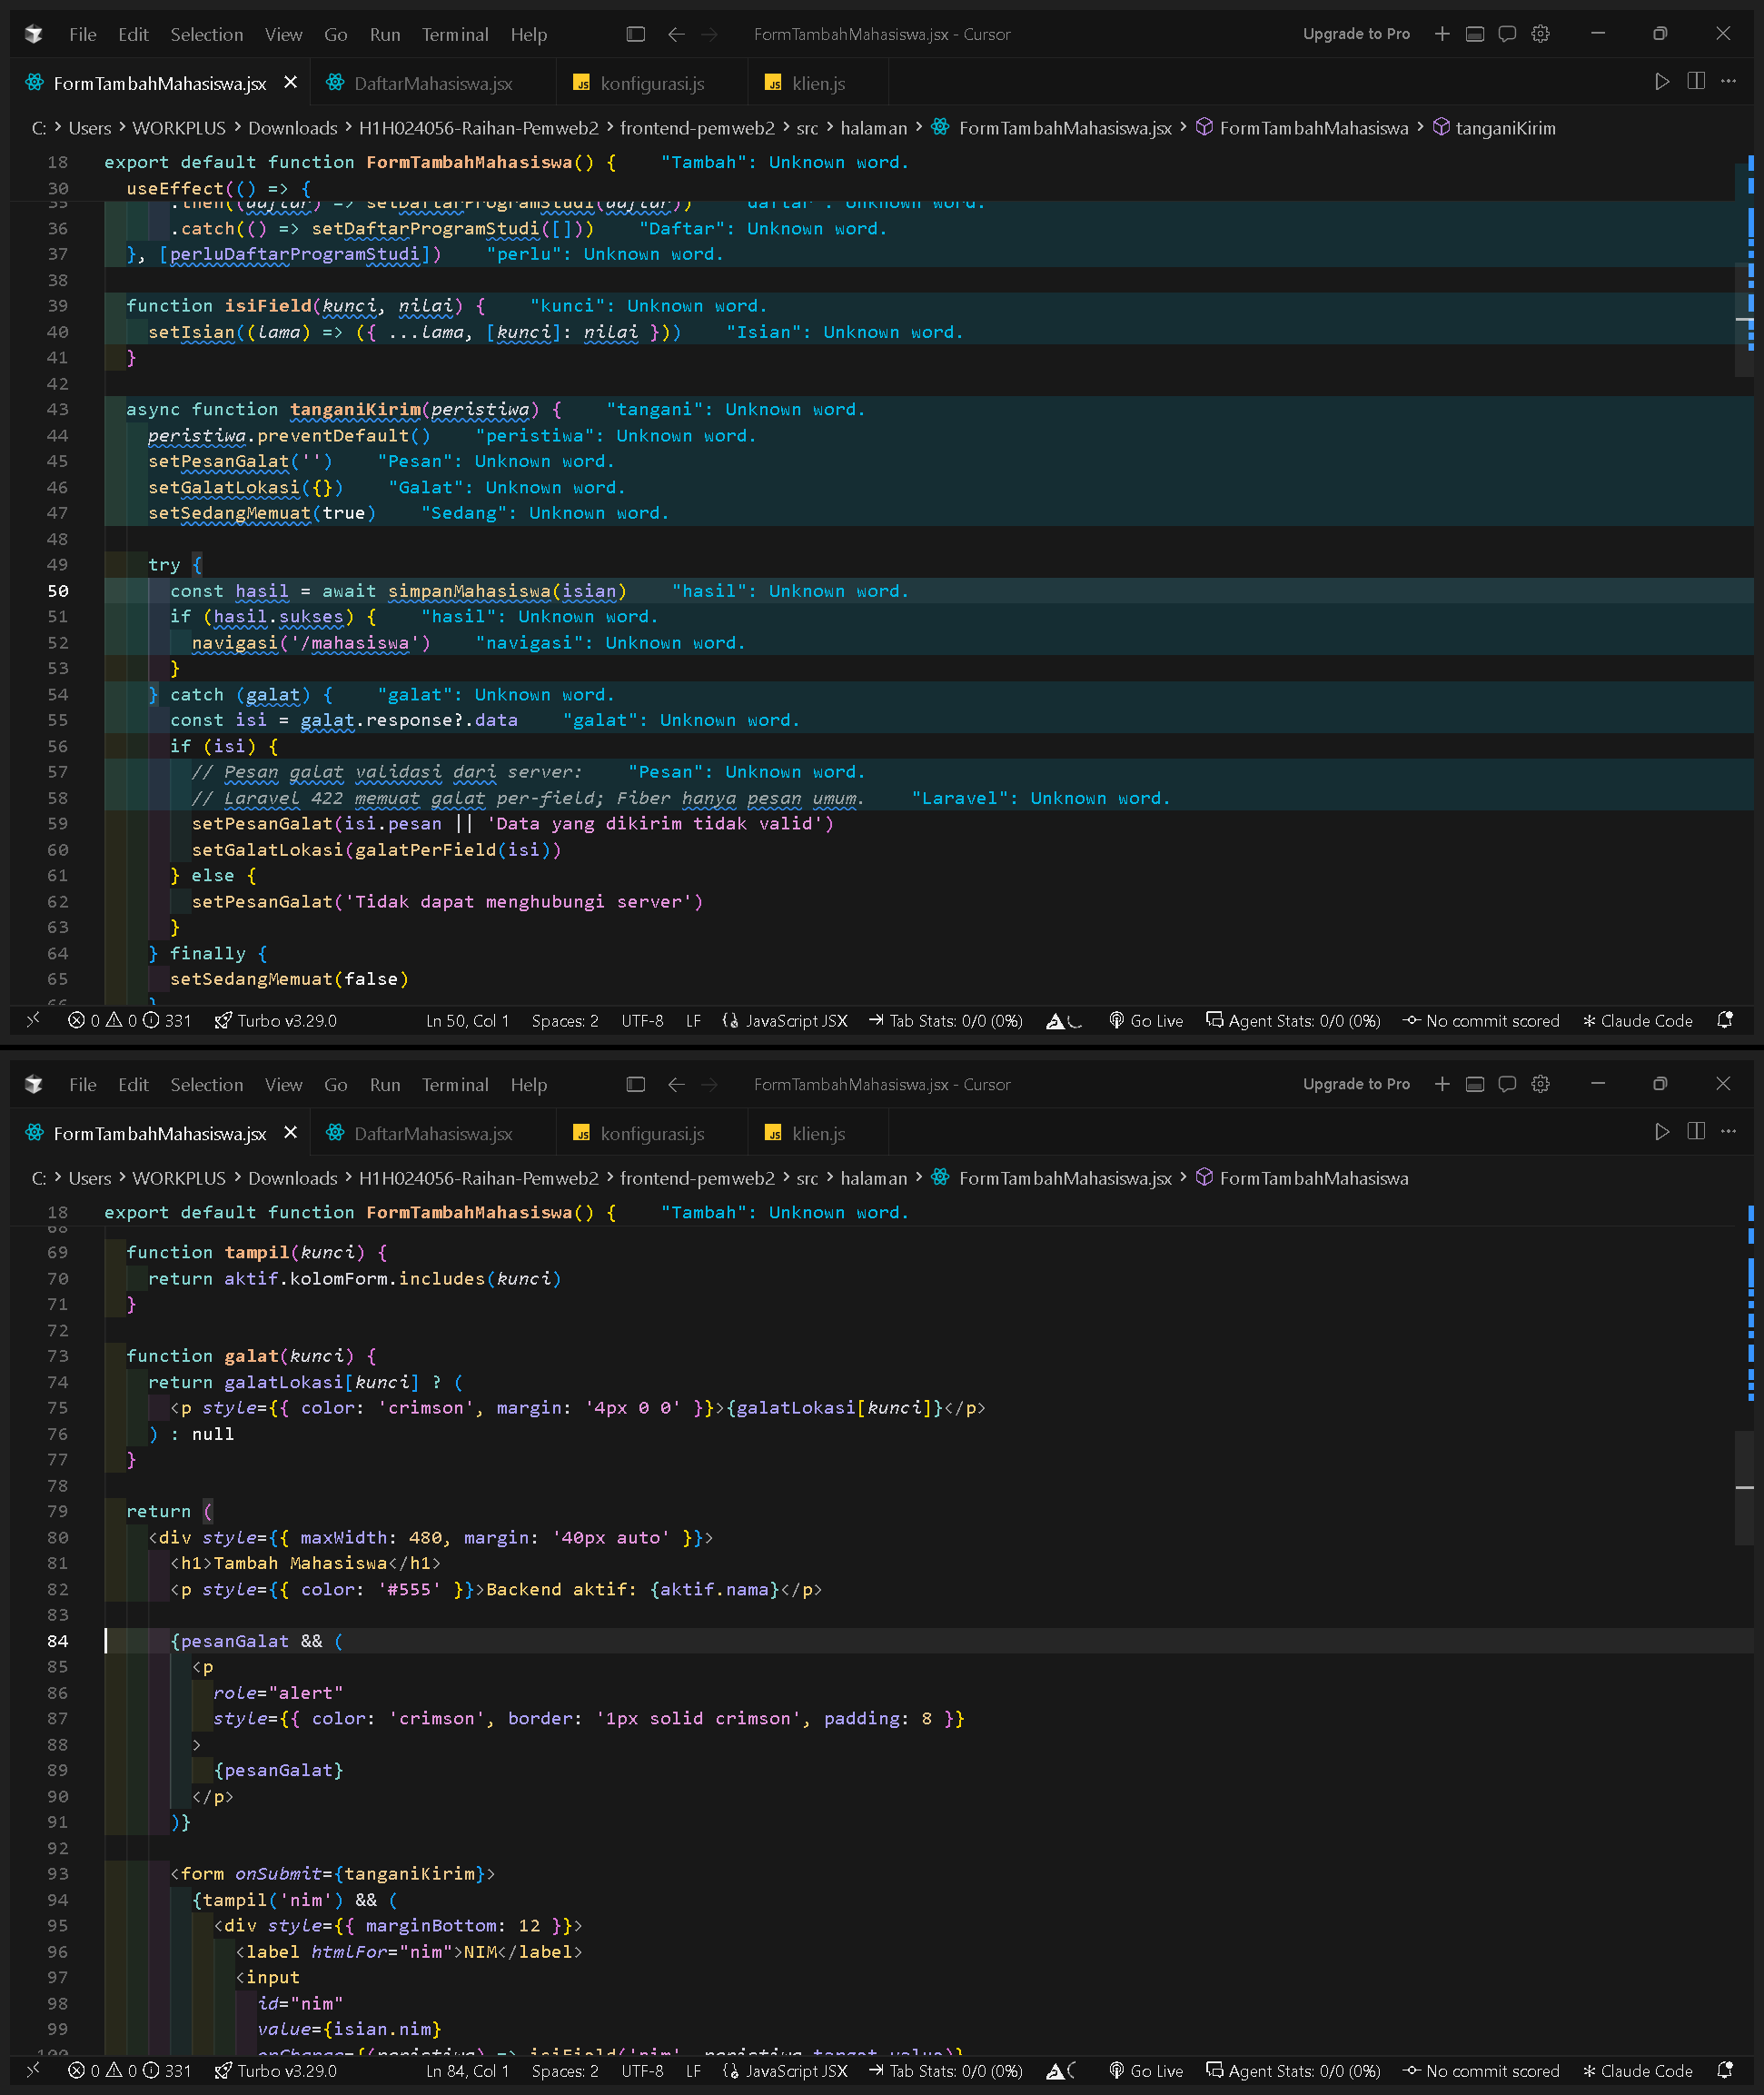 File Edit Selection View Go Run Terminal Help FormTambahMahasiswa.jsx - Cursor Upgrade to Pro
FormTambahMahasiswa.jsx DaftarMahasiswa.jsx JS konfigurasi.js JS klien.js
C: > Users > WORKPLUS > Downloads > H1H024056-Raihan-Pemweb2 > frontend-pemweb2 > src > halaman > FormTambahMahasiswa.jsx > FormTambahMahasiswa > tanganiKirim
18 export default function FormTambahMahasiswa() { "Tambah": Unknown word.
30 useEffect(() => {
35 .then((daftar) => setDaftarProgramStudi(daftar)) "daftar": Unknown word.
36 .catch(() => setDaftarProgramStudi([])) "Daftar": Unknown word.
37 }, [perluDaftarProgramStudi]) "perlu": Unknown word.
38
39 function isiField(kunci, nilai) { "kunci": Unknown word.
40 setIsian((lama) => ({ ...lama, [kunci]: nilai })) "Isian": Unknown word.
41 }
42
43 async function tanganiKirim(peristiwa) { "tangani": Unknown word.
44 peristiwa.preventDefault() "peristiwa": Unknown word.
45 setPesanGalat('') "Pesan": Unknown word.
46 setGalatLokasi({}) "Galat": Unknown word.
47 setSedangMemuat(true) "Sedang": Unknown word.
48
49 try {
50 const hasil = await simpanMahasiswa(isian) "hasil": Unknown word.
51 if (hasil.sukses) { "hasil": Unknown word.
52 navigasi('/mahasiswa') "navigasi": Unknown word.
53 }
54 } catch (galat) { "galat": Unknown word.
55 const isi = galat.response?.data "galat": Unknown word.
56 if (isi) {
57 // Pesan galat validasi dari server: "Pesan": Unknown word.
58 // Laravel 422 memuat galat per-field; Fiber hanya pesan umum. "Laravel": Unknown word.
59 setPesanGalat(isi.pesan || 'Data yang dikirim tidak valid')
60 setGalatLokasi(galatPerField(isi))
61 } else {
62 setPesanGalat('Tidak dapat menghubungi server')
63 }
64 } finally {
65 setSedangMemuat(false)
66 }
0 0 331 Turbo v3.29.0 Ln 50, Col 1 Spaces: 2 UTF-8 LF JavaScript JSX Tab Stats: 0/0 (0%) Go Live Agent Stats: 0/0 (0%) No commit scored Claude Code
File Edit Selection View Go Run Terminal Help FormTambahMahasiswa.jsx - Cursor Upgrade to Pro
FormTambahMahasiswa.jsx DaftarMahasiswa.jsx JS konfigurasi.js JS klien.js
C: > Users > WORKPLUS > Downloads > H1H024056-Raihan-Pemweb2 > frontend-pemweb2 > src > halaman > FormTambahMahasiswa.jsx > FormTambahMahasiswa
18 export default function FormTambahMahasiswa() { "Tambah": Unknown word.
68
69 function tampil(kunci) {
70 return aktif.kolomForm.includes(kunci)
71 }
72
73 function galat(kunci) {
74 return galatLokasi[kunci] ? (
75 <p style={{ color: 'crimson', margin: '4px 0 0' }}>{galatLokasi[kunci]}</p>
76 ) : null
77 }
78
79 return (
80 <div style={{ maxWidth: 480, margin: '40px auto' }}>
81 <h1>Tambah Mahasiswa</h1>
82 <p style={{ color: '#555' }}>Backend aktif: {aktif.nama}</p>
83
84 {pesanGalat && (
85 <p
86 role="alert"
87 style={{ color: 'crimson', border: '1px solid crimson', padding: 8 }}
88 >
89 {pesanGalat}
90 </p>
91 )}
92
93 <form onSubmit={tanganiKirim}>
94 {tampil('nim') && (
95 <div style={{ marginBottom: 12 }}>
96 <label htmlFor="nim">NIM</label>
97 <input
98 id="nim"
99 value={isian.nim}
100 onChange={(peristiwa) => isiField('nim', peristiwa.target.value)}
0 0 331 Turbo v3.29.0 Ln 84, Col 1 Spaces: 2 UTF-8 LF JavaScript JSX Tab Stats: 0/0 (0%) Go Live Agent Stats: 0/0 (0%) No commit scored Claude Code